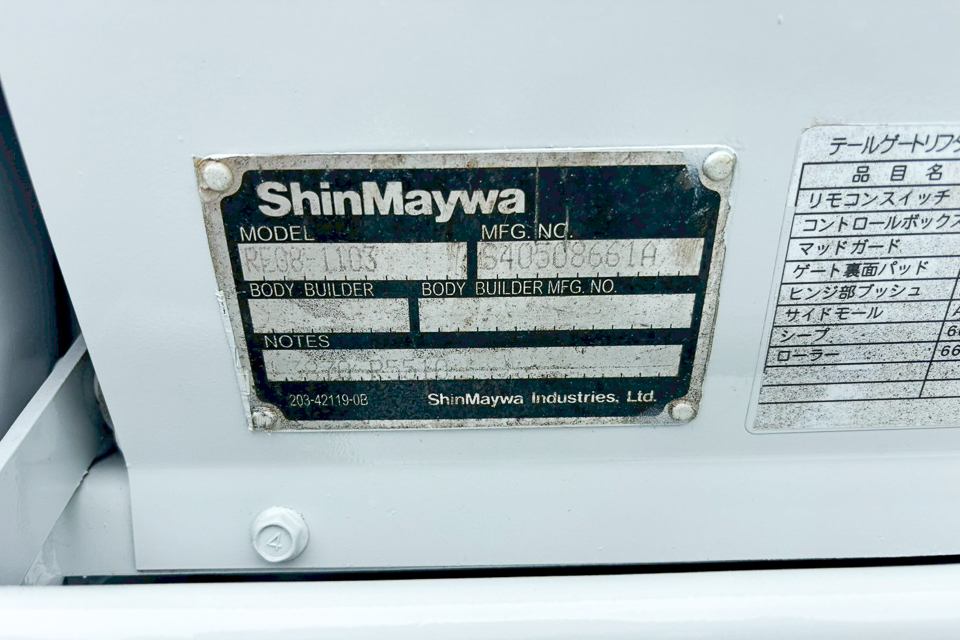 ShinMaywa
MODEL
MFG. NO.
RE08-1103
S40508661A
BODY BUILDER
BODY BUILDER MFG. NO.
NOTES
203-42119-0B
ShinMaywa Industries, Ltd.
テールゲートリフタ
品目名
リモコンスイッチ
コントロールボックス
マッドガード
ゲート裏面パッド
ヒンジ部ブッシュ
サイドモール
シーブ
ローラー
66
4